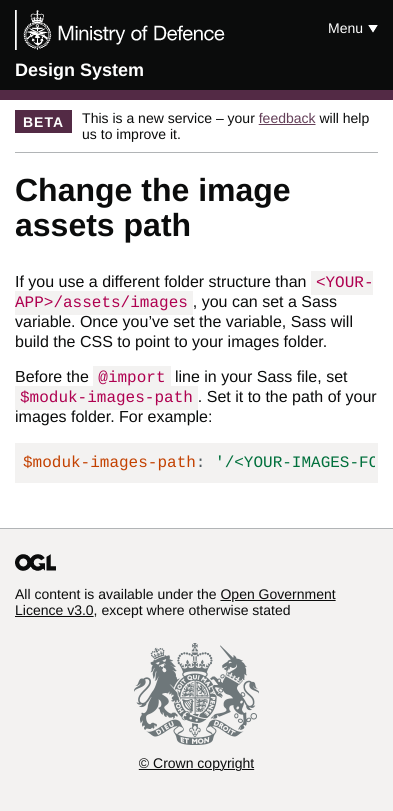 Ministry of Defence
Menu ▼
Design System
BETA
This is a new service – your feedback will help
us to improve it.
Change the image
assets path
If you use a different folder structure than <YOUR-
APP>/assets/images, you can set a Sass
variable. Once you’ve set the variable, Sass will
build the CSS to point to your images folder.
Before the @import line in your Sass file, set
$moduk-images-path. Set it to the path of your
images folder. For example:
$moduk-images-path: '/<YOUR-IMAGES-FO
OGL
All content is available under the Open Government
Licence v3.0, except where otherwise stated
DIEU ET MON DROIT
© Crown copyright